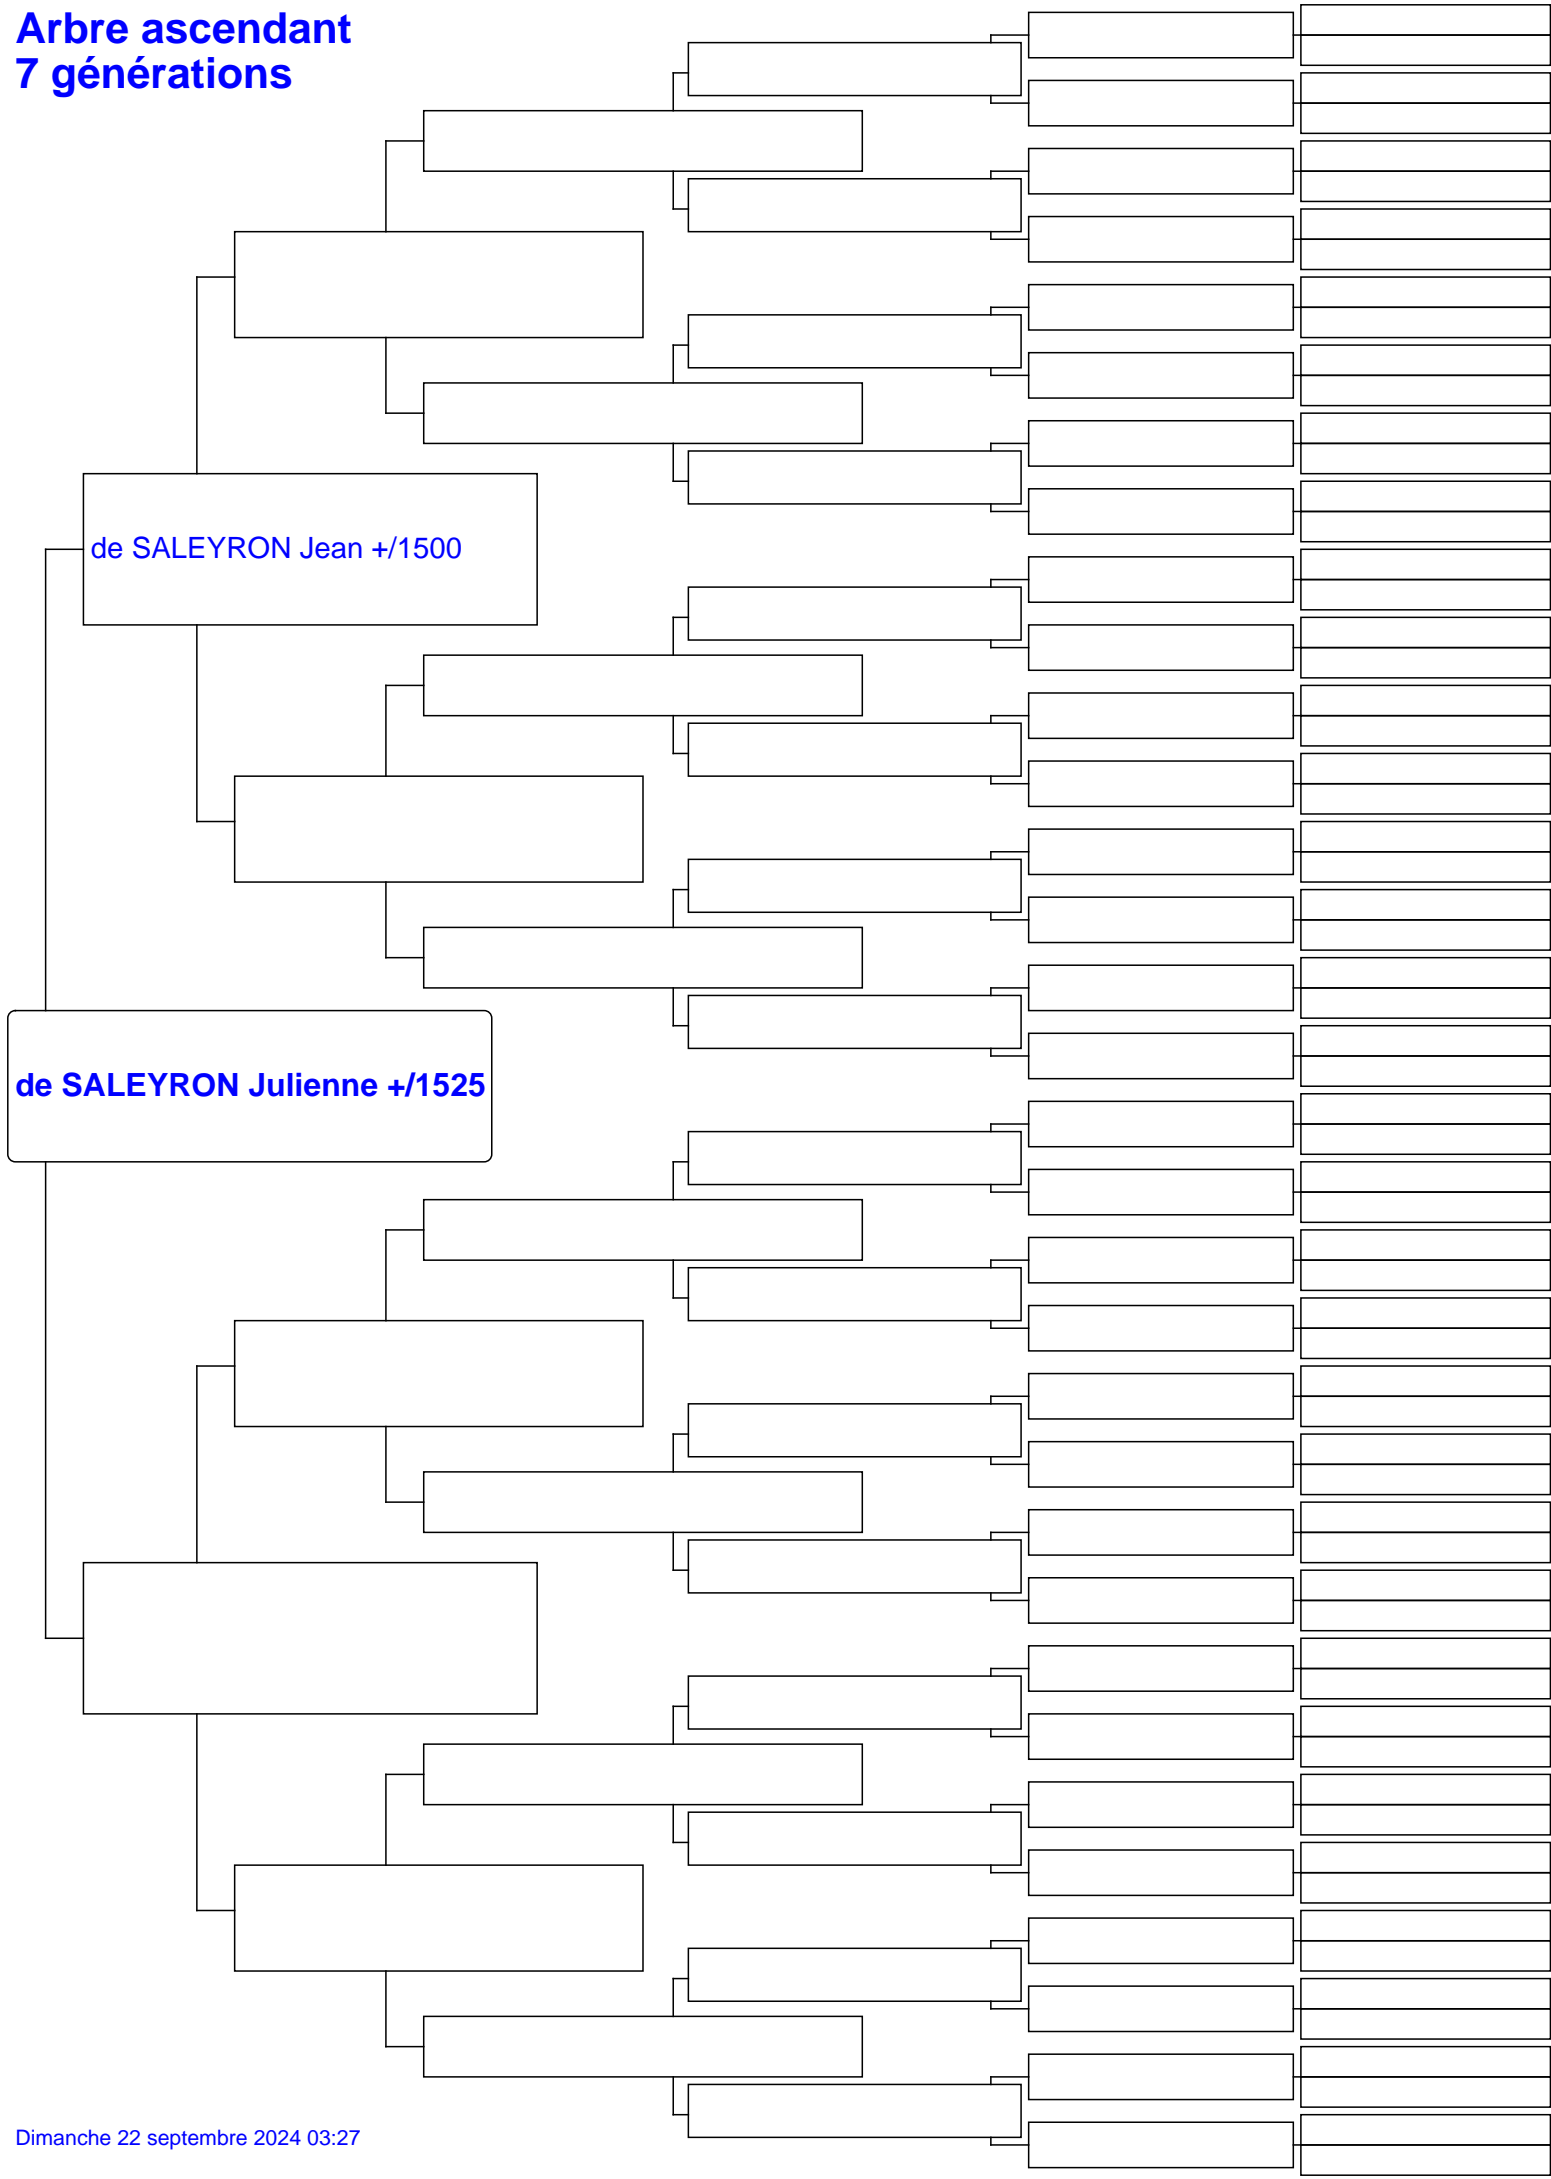 Arbre ascendant
7 générations
de SALEYRON Jean +/1500
de SALEYRON Julienne +/1525
Dimanche 22 septembre 2024 03:27